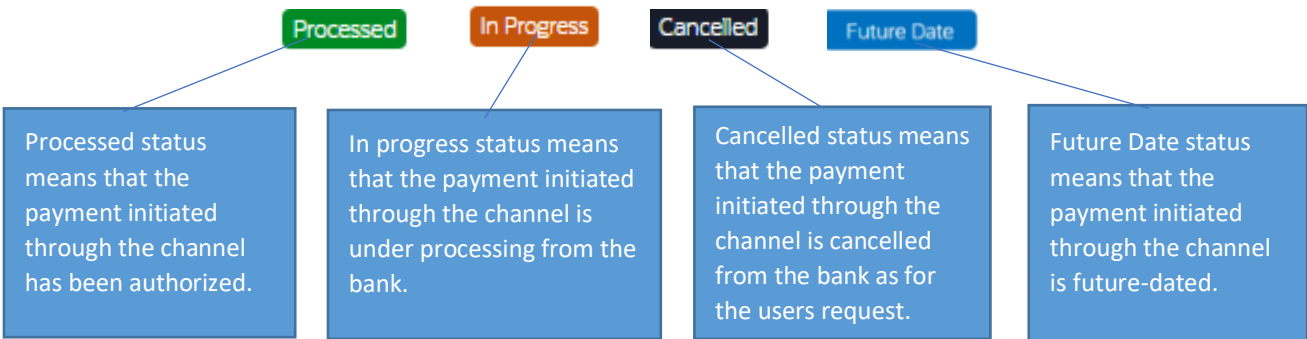 Processed
In Progress
Cancelled
Future Date
Processed status
means that the
payment initiated
through the channel
has been authorized.
In progress status means
that the payment initiated
through the channel is
under processing from the
bank.
Cancelled status means
that the payment
initiated through the
channel is cancelled
from the bank as for
the users request.
Future Date status
means that the
payment initiated
through the channel
is future-dated.